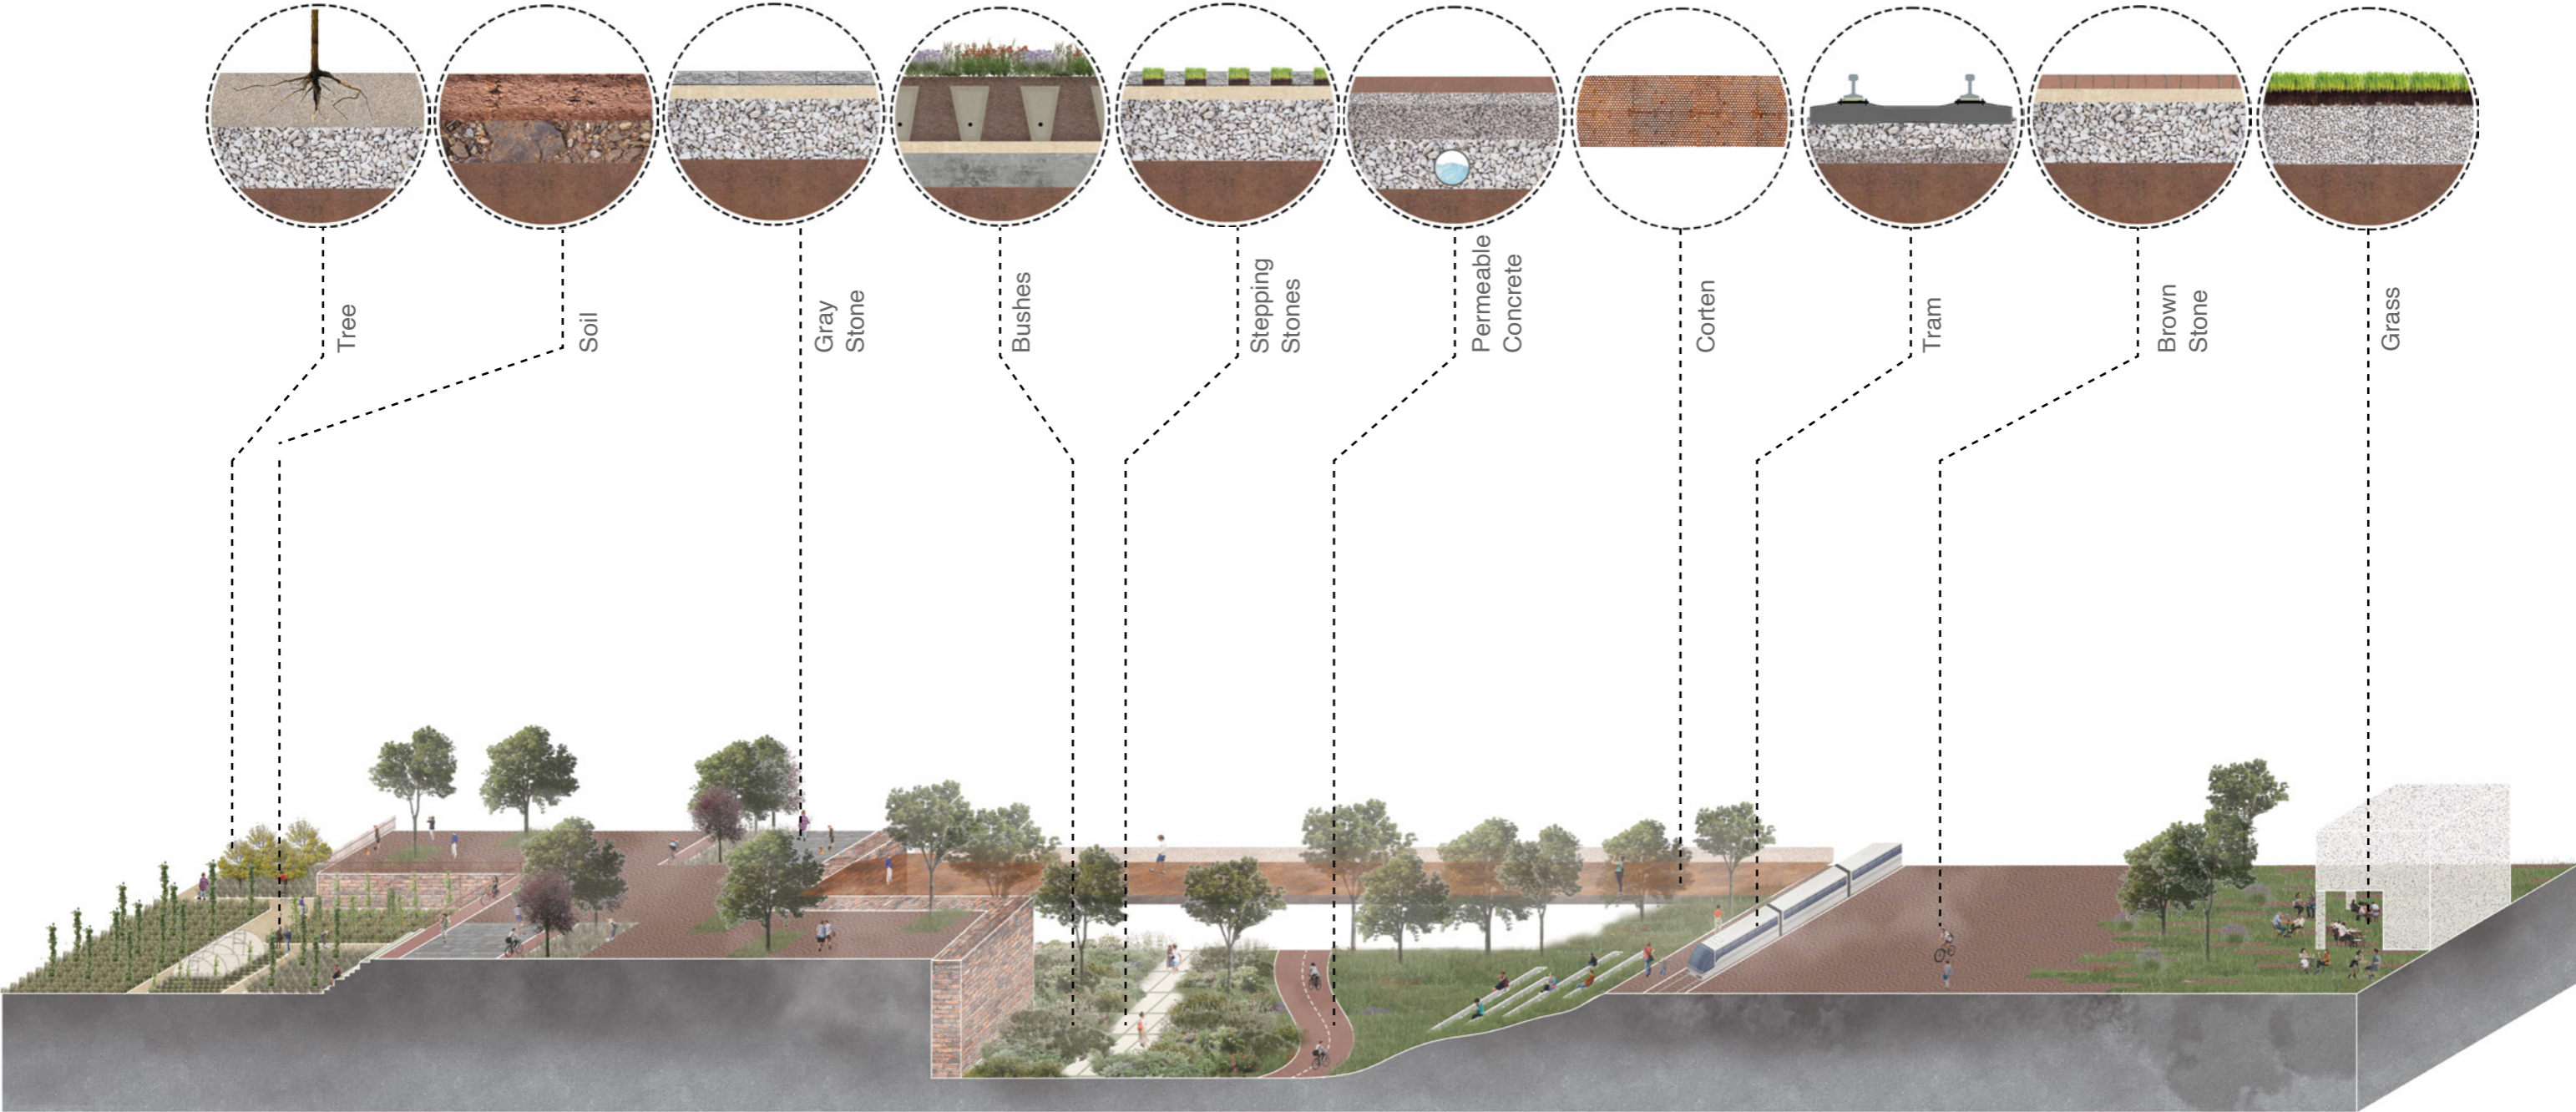 Tree
Soil
Gray
Stone
Bushes
Stepping
Stones
Permeable
Concrete
Corten
Tram
Brown
Stone
Grass